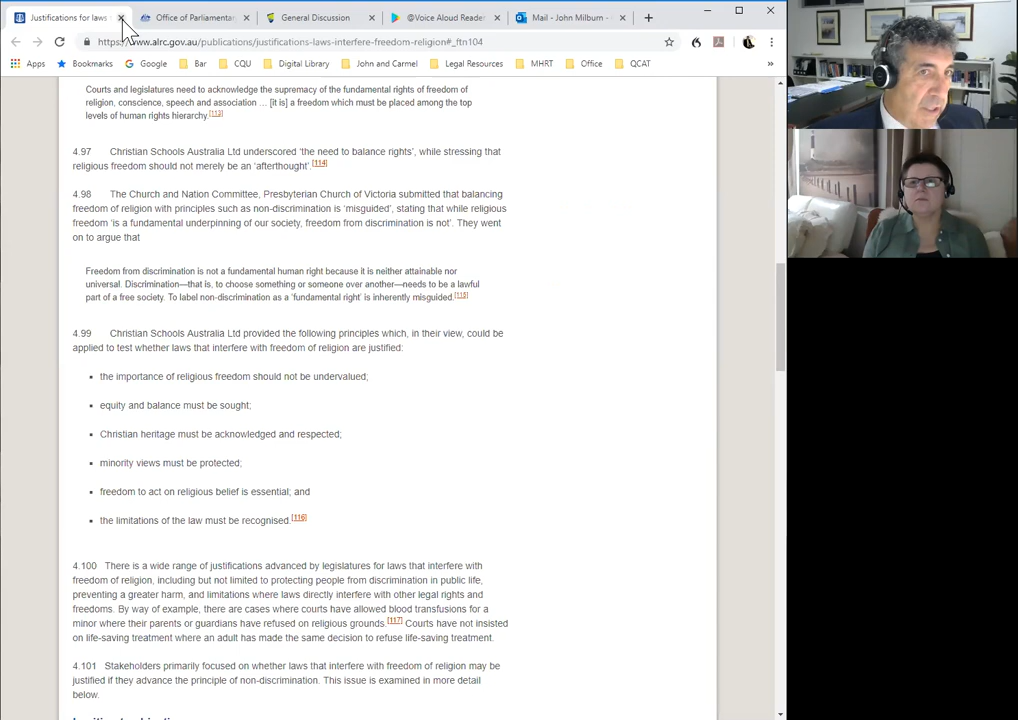 Justifications for laws
Office of Parliamentar
General Discussion
@Voice Aloud Reader
Mail - John Milburn -
https://www.alrc.gov.au/publications/justifications-laws-interfere-freedom-religion#_ftn104
Apps Bookmarks Google Bar CQU Digital Library John and Carmel Legal Resources MHRT Office QCAT »
Courts and legislatures need to acknowledge the supremacy of the fundamental rights of freedom of
religion, conscience, speech and association … [it is] a freedom which must be placed among the top
levels of human rights hierarchy.[113]
4.97 Christian Schools Australia Ltd underscored ‘the need to balance rights’, while stressing that
religious freedom should not merely be an ‘afterthought’.[114]
4.98 The Church and Nation Committee, Presbyterian Church of Victoria submitted that balancing
freedom of religion with principles such as non-discrimination is ‘misguided’, stating that while religious
freedom ‘is a fundamental underpinning of our society, freedom from discrimination is not’. They went
on to argue that
Freedom from discrimination is not a fundamental human right because it is neither attainable nor
universal. Discrimination—that is, to choose something or someone over another—needs to be a lawful
part of a free society. To label non-discrimination as a ‘fundamental right’ is inherently misguided.[115]
4.99 Christian Schools Australia Ltd provided the following principles which, in their view, could be
applied to test whether laws that interfere with freedom of religion are justified:
▪ the importance of religious freedom should not be undervalued;
▪ equity and balance must be sought;
▪ Christian heritage must be acknowledged and respected;
▪ minority views must be protected;
▪ freedom to act on religious belief is essential; and
▪ the limitations of the law must be recognised.[116]
4.100 There is a wide range of justifications advanced by legislatures for laws that interfere with
freedom of religion, including but not limited to protecting people from discrimination in public life,
preventing a greater harm, and limitations where laws directly interfere with other legal rights and
freedoms. By way of example, there are cases where courts have allowed blood transfusions for a
minor where their parents or guardians have refused on religious grounds.[117] Courts have not insisted
on life-saving treatment where an adult has made the same decision to refuse life-saving treatment.
4.101 Stakeholders primarily focused on whether laws that interfere with freedom of religion may be
justified if they advance the principle of non-discrimination. This issue is examined in more detail
below.